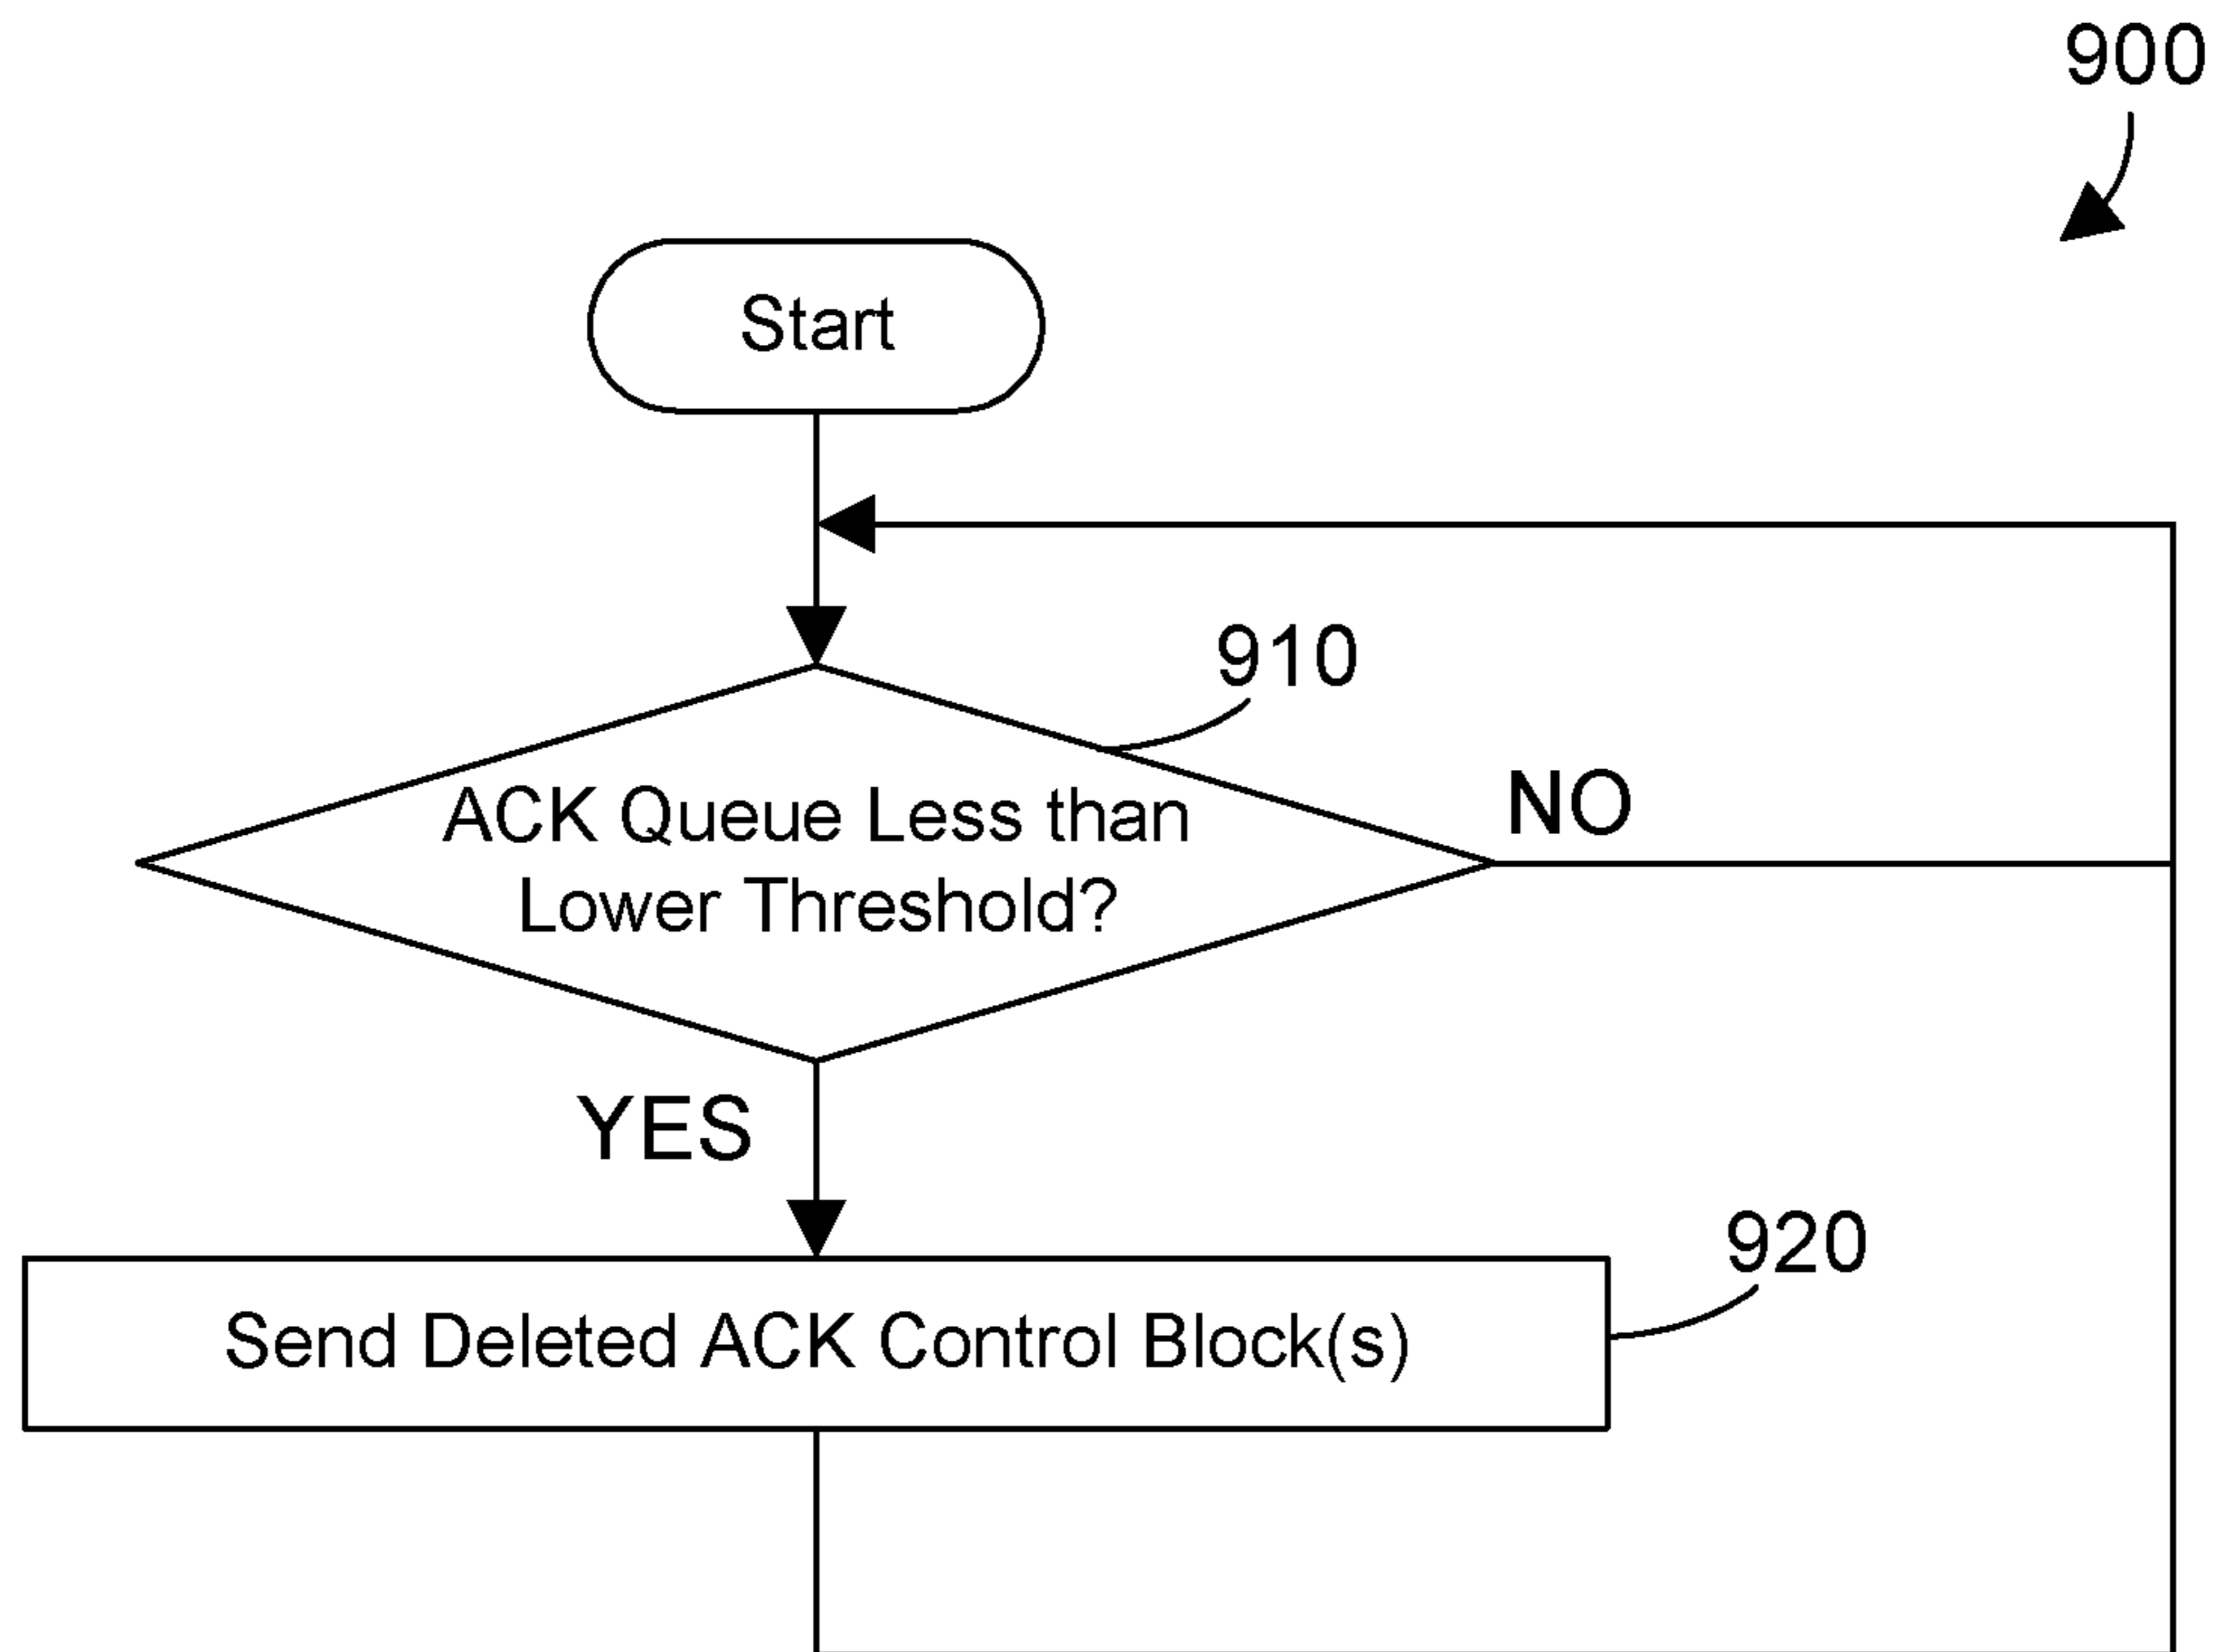 900
Start
910
ACK Queue Less than
Lower Threshold?
NO
YES
920
Send Deleted ACK Control Block(s)